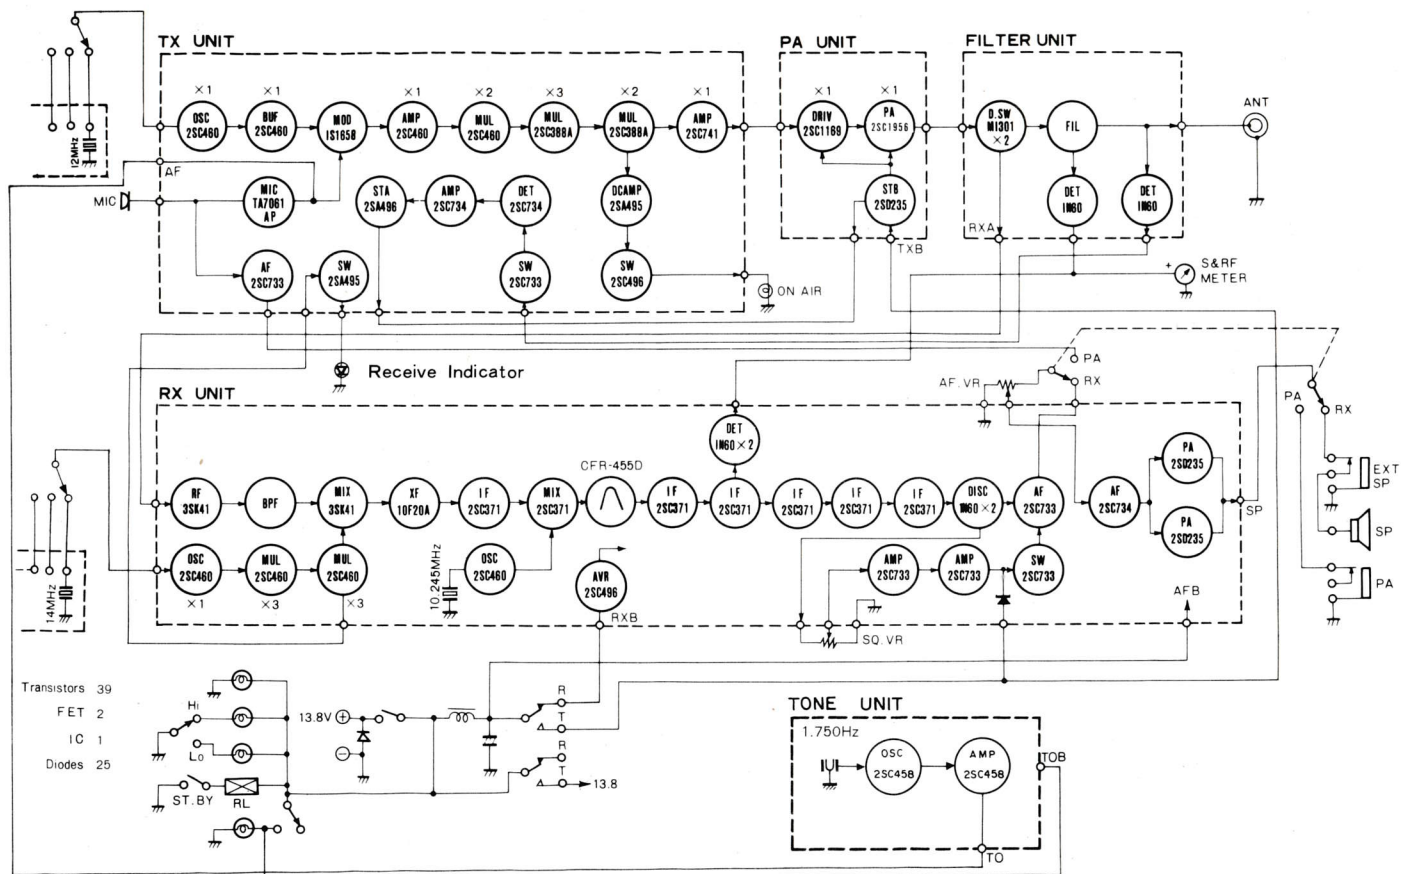 TX UNIT
PA UNIT
FILTER UNIT
×1
×1
×1
×2
×3
×2
×1
×1
×1
ANT
OSC
2SC460
BUF
2SC460
MOD
IS1658
AMP
2SC460
MUL
2SC460
MUL
2SC388A
MUL
2SC388A
AMP
2SC741
DRIV
2SC1169
PA
2SC1956
D.SW
MI301
×2
FIL
12MHz
AF
MIC
MIC
TA7061
AP
STA
2SA496
AMP
2SC734
DET
2SC734
DCAMP
2SA495
STB
2SD235
DET
IN60
DET
IN60
RXA
TXB
AF
2SC733
SW
2SA495
SW
2SC733
SW
2SC496
ON AIR
+
S&RF
METER
Receive Indicator
PA
RX
AF.VR
RX UNIT
PA
RX
DET
IN60×2
CFR-455D
RF
3SK41
BPF
MIX
3SK41
XF
10F20A
IF
2SC371
MIX
2SC371
IF
2SC371
IF
2SC371
IF
2SC371
IF
2SC371
IF
2SC371
DISC
IN60×2
AF
2SC733
AF
2SC734
PA
2SD235
PA
2SD235
SP
EXT
SP
SP
PA
14MHz
OSC
2SC460
MUL
2SC460
MUL
2SC460
×1
×3
×3
10.245MHz
OSC
2SC460
AVR
2SC496
RXB
AMP
2SC733
AMP
2SC733
SW
2SC733
SQ.VR
AFB
Transistors 39
FET 2
IC 1
Diodes 25
Hi
Lo
ST.BY
RL
13.8V
+
−
R
T
R
T
13.8
TONE UNIT
1.750Hz
OSC
2SC458
AMP
2SC458
TOB
TO